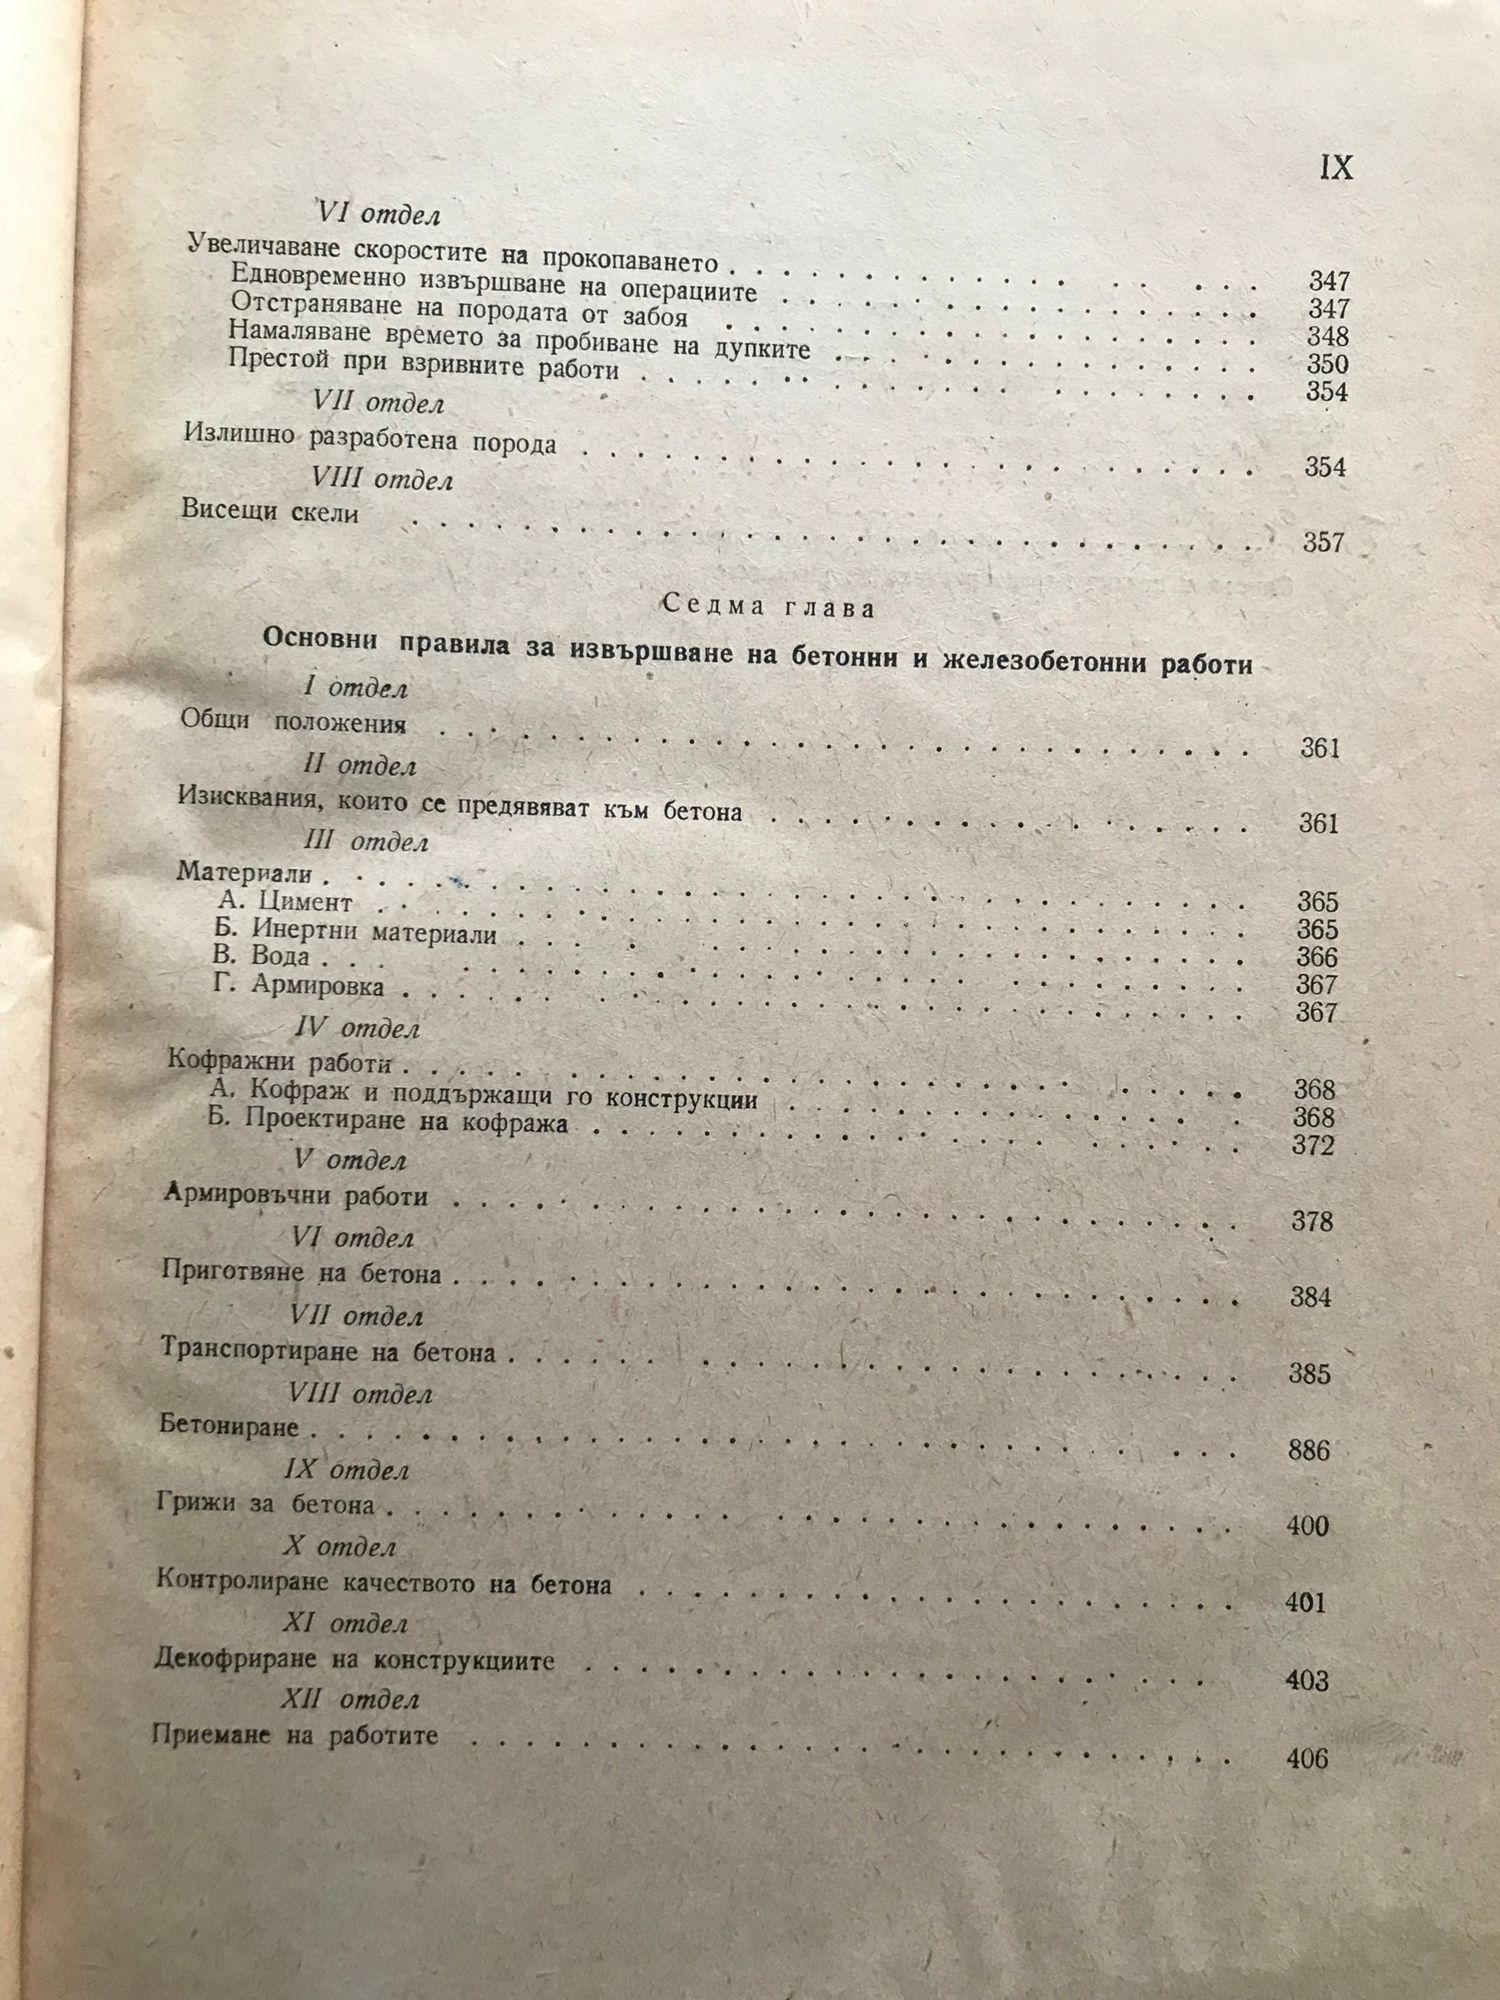 IX
VI отдел
Увеличаване скоростите на прокопаването . . . . . . . . . . . . . . . . . 347
Едновременно извършване на операциите . . . . . . . . . . . . . . . . . 347
Отстраняване на породата от забоя . . . . . . . . . . . . . . . . . . . 348
Намаляване времето за пробиване на дупките . . . . . . . . . . . . . . . 350
Престой при взривните работи . . . . . . . . . . . . . . . . . . . . . . 354
VII отдел
Излишно разработена порода . . . . . . . . . . . . . . . . . . . . . . . 354
VIII отдел
Висещи скели . . . . . . . . . . . . . . . . . . . . . . . . . . . . . . 357
Седма глава
Основни правила за извършване на бетонни и железобетонни работи
I отдел
Общи положения . . . . . . . . . . . . . . . . . . . . . . . . . . . . . 361
II отдел
Изисквания, които се предявяват към бетона . . . . . . . . . . . . . . . 361
III отдел
Материали . . . . . . . . . . . . . . . . . . . . . . . . . . . . . . . 365
А. Цимент . . . . . . . . . . . . . . . . . . . . . . . . . . . . . . . 365
Б. Инертни материали . . . . . . . . . . . . . . . . . . . . . . . . . . 366
В. Вода . . . . . . . . . . . . . . . . . . . . . . . . . . . . . . . . 367
Г. Армировка . . . . . . . . . . . . . . . . . . . . . . . . . . . . . . 367
IV отдел
Кофражни работи . . . . . . . . . . . . . . . . . . . . . . . . . . . . 368
А. Кофраж и поддържащи го конструкции . . . . . . . . . . . . . . . . . . 368
Б. Проектиране на кофража . . . . . . . . . . . . . . . . . . . . . . . . 372
V отдел
Армировъчни работи . . . . . . . . . . . . . . . . . . . . . . . . . . . 378
VI отдел
Приготвяне на бетона . . . . . . . . . . . . . . . . . . . . . . . . . . 384
VII отдел
Транспортиране на бетона . . . . . . . . . . . . . . . . . . . . . . . . 385
VIII отдел
Бетониране . . . . . . . . . . . . . . . . . . . . . . . . . . . . . . . 886
IX отдел
Грижи за бетона . . . . . . . . . . . . . . . . . . . . . . . . . . . . 400
X отдел
Контролиране качеството на бетона . . . . . . . . . . . . . . . . . . . . 401
XI отдел
Декофриране на конструкциите . . . . . . . . . . . . . . . . . . . . . . 403
XII отдел
Приемане на работите . . . . . . . . . . . . . . . . . . . . . . . . . . 406